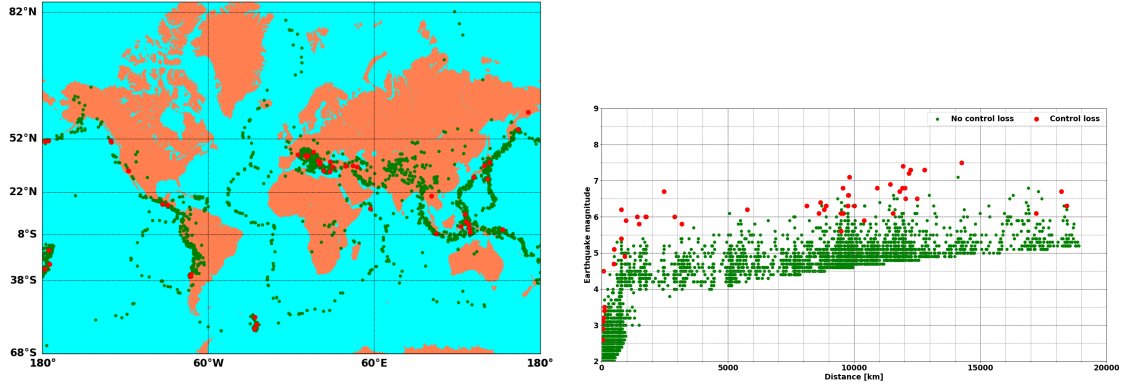 82°N
52°N
22°N
8°S
38°S
68°S
180°
60°W
60°E
180°
9
8
7
6
5
4
3
2
Earthquake magnitude
No control loss
Control loss
0
5000
10000
15000
20000
Distance [km]